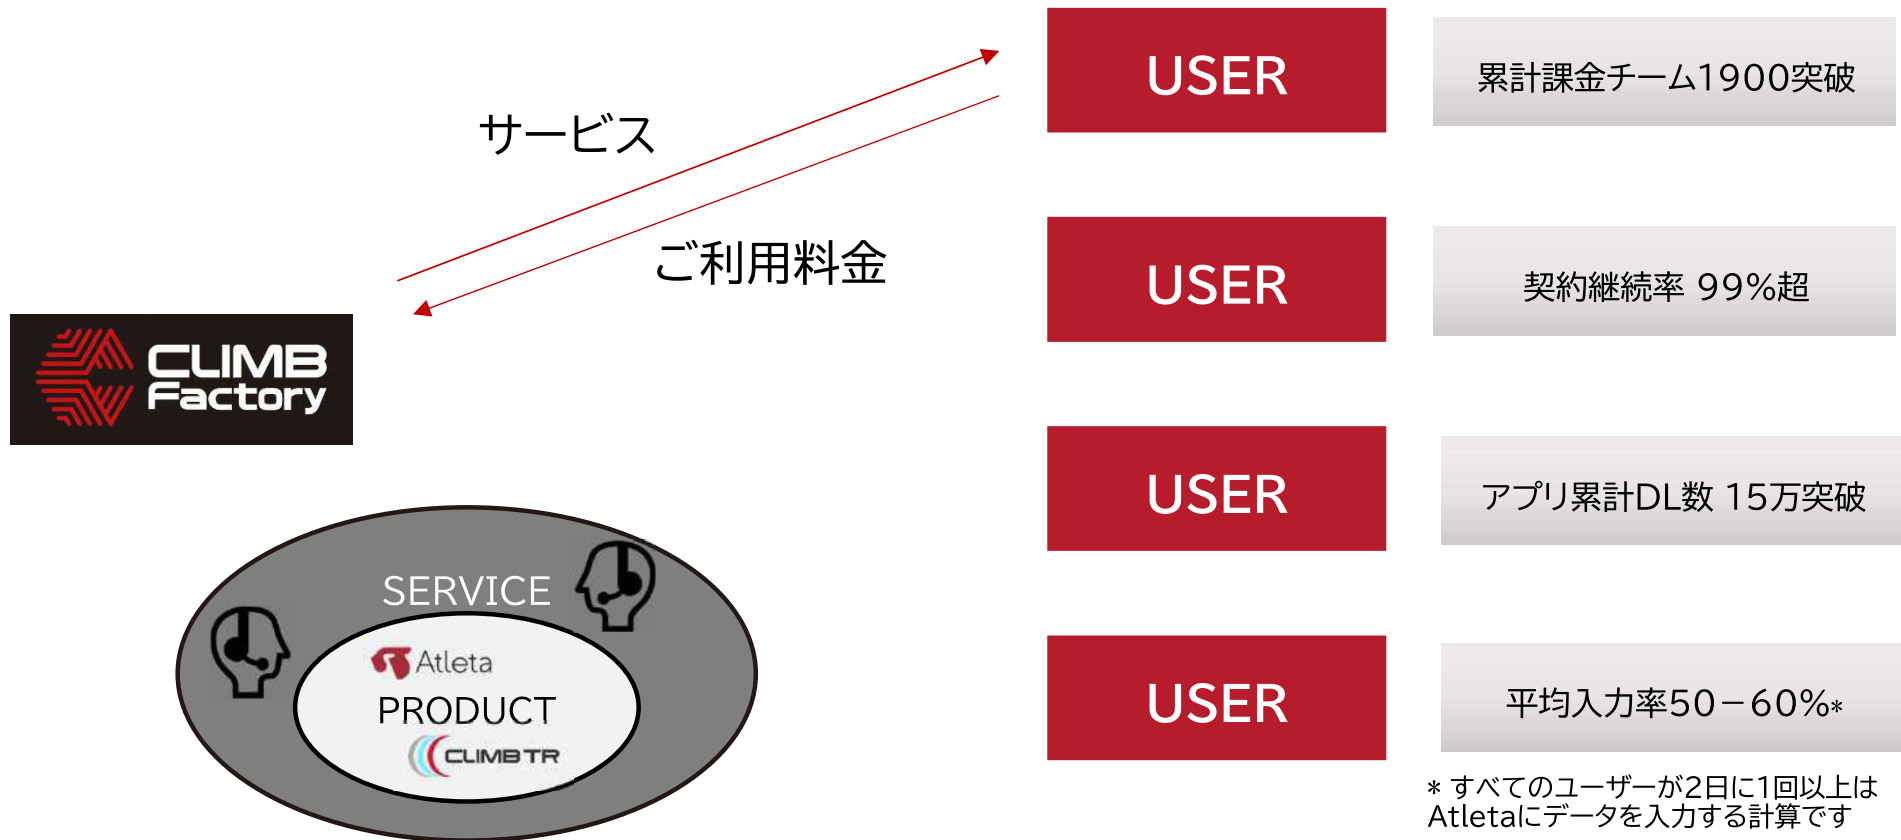 サービス
ご利用料金
CLIMB
Factory
SERVICE
Atleta
PRODUCT
CLIMB TR
USER
累計課金チーム1900突破
USER
契約継続率 99%超
USER
アプリ累計DL数 15万突破
USER
平均入力率50－60%*
* すべてのユーザーが2日に1回以上は
Atletaにデータを入力する計算です